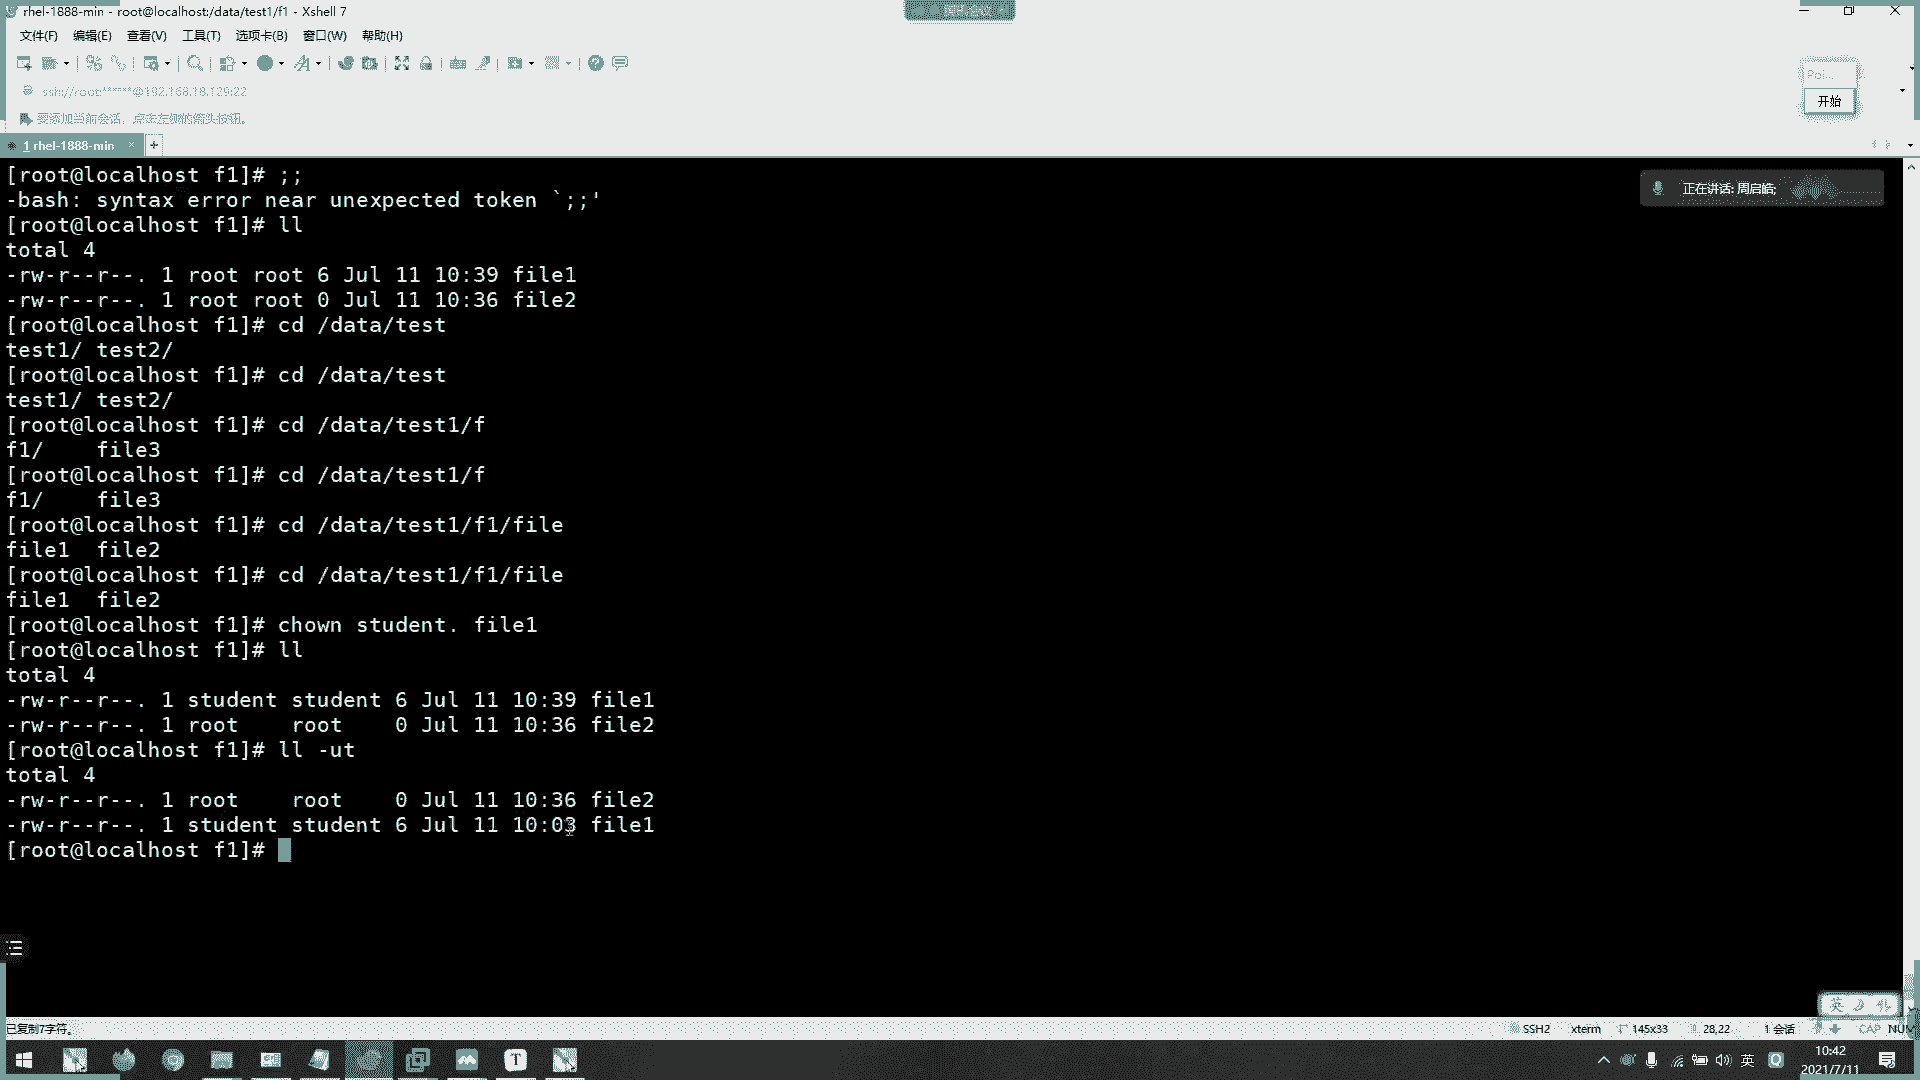 rhel-1888-min - root@localhost:/data/test1/f1 - Xshell 7
文件(F) 编辑(E) 查看(V) 工具(T) 选项卡(B) 窗口(W) 帮助(H)
ssh://root:******@192.168.18.129:22
要添加当前会话，点击左侧的箭头按钮。
Poi...
开始
1 rhel-1888-min × +
正在讲话: 周启皓;
[root@localhost f1]# ;;
-bash: syntax error near unexpected token `;;'
[root@localhost f1]# ll
total 4
-rw-r--r--. 1 root root 6 Jul 11 10:39 file1
-rw-r--r--. 1 root root 0 Jul 11 10:36 file2
[root@localhost f1]# cd /data/test
test1/ test2/
[root@localhost f1]# cd /data/test
test1/ test2/
[root@localhost f1]# cd /data/test1/f
f1/    file3
[root@localhost f1]# cd /data/test1/f
f1/    file3
[root@localhost f1]# cd /data/test1/f1/file
file1  file2
[root@localhost f1]# cd /data/test1/f1/file
file1  file2
[root@localhost f1]# chown student. file1
[root@localhost f1]# ll
total 4
-rw-r--r--. 1 student student 6 Jul 11 10:39 file1
-rw-r--r--. 1 root    root    0 Jul 11 10:36 file2
[root@localhost f1]# ll -ut
total 4
-rw-r--r--. 1 root    root    0 Jul 11 10:36 file2
-rw-r--r--. 1 student student 6 Jul 11 10:03 file1
[root@localhost f1]#
英
已复制7字符。 SSH2 xterm 145x33 28,22 1 会话 CAP NUM
T 英 Q
10:42
2021/7/11